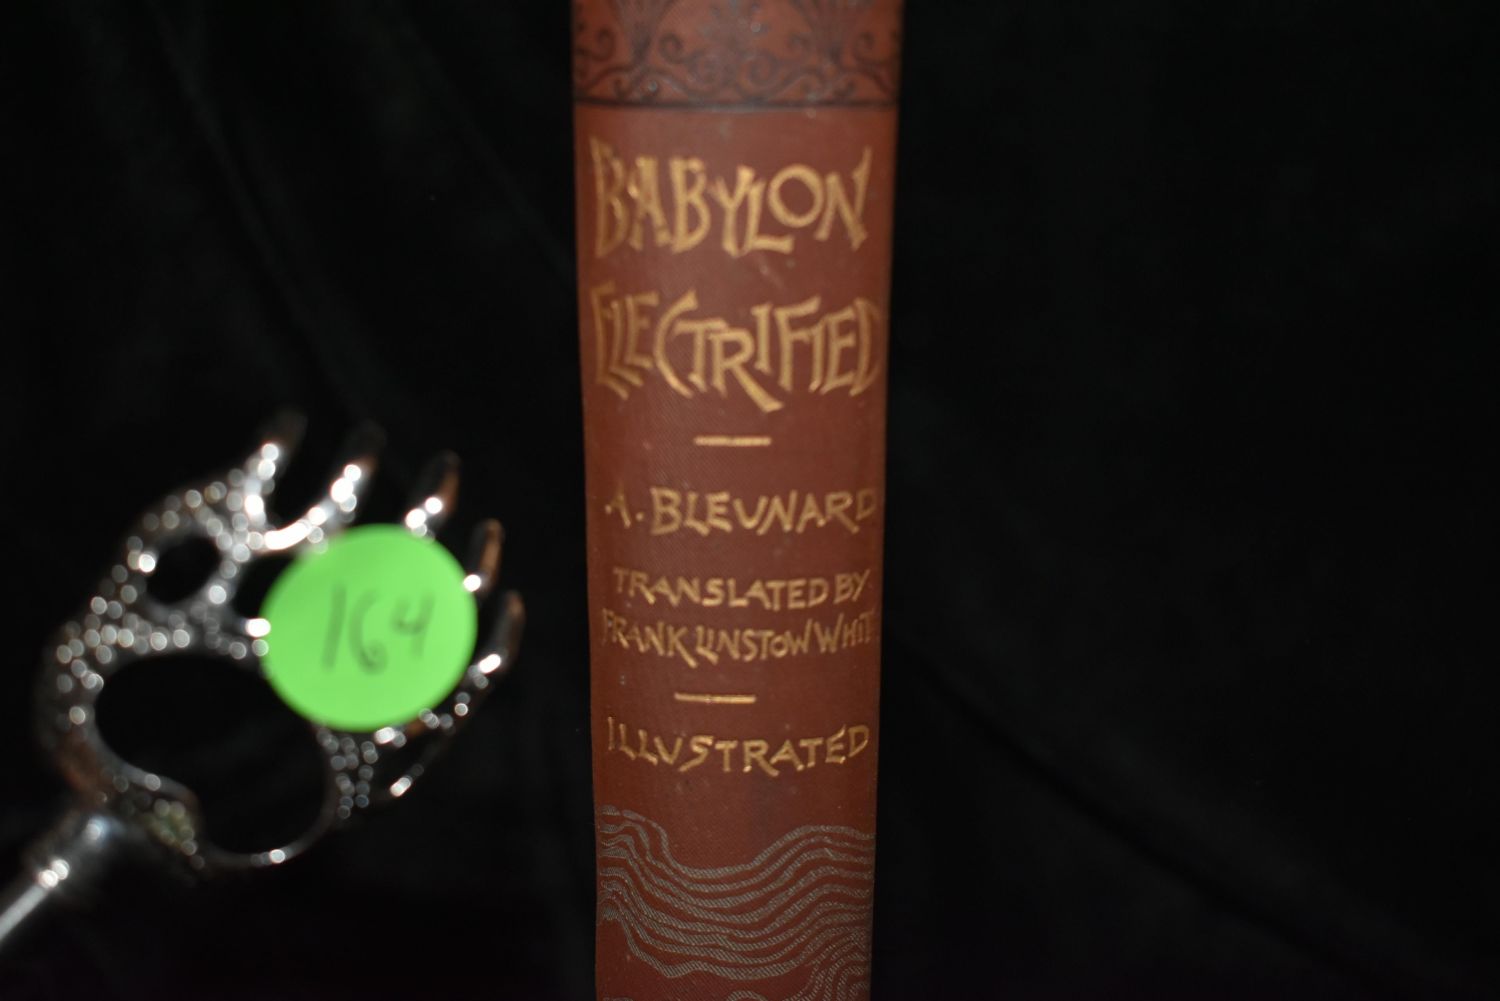 BABYLON
ELECTRIFIED
A. BLEUNARD
TRANSLATED BY
FRANK LINSTOW WHITE
ILLUSTRATED
164